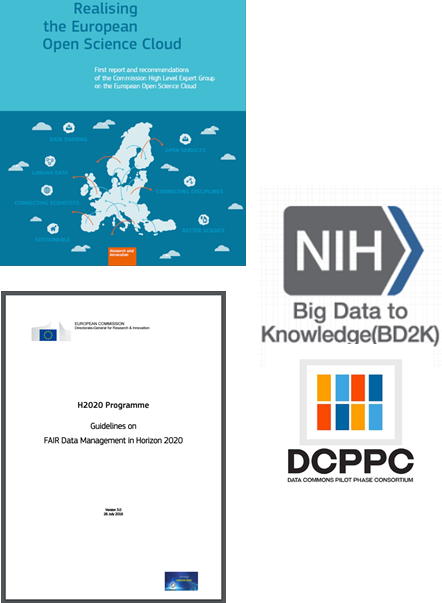 Realising
the European
Open Science Cloud
First report and recommendations
of the Commission High Level Expert Group
on the European Open Science Cloud
DATA SHARING
OPEN SERVICES
LINKING DATA
CONNECTING DISCIPLINES
CONNECTING SCIENTISTS
BETTER SCIENCE
SUSTAINABLE
Research and
Innovation
EUROPEAN COMMISSION
Directorate-General for Research & Innovation
H2020 Programme
Guidelines on
FAIR Data Management in Horizon 2020
Version 3.0
26 July 2016
NIH
Big Data to
Knowledge(BD2K)
DCPPC
DATA COMMONS PILOT PHASE CONSORTIUM